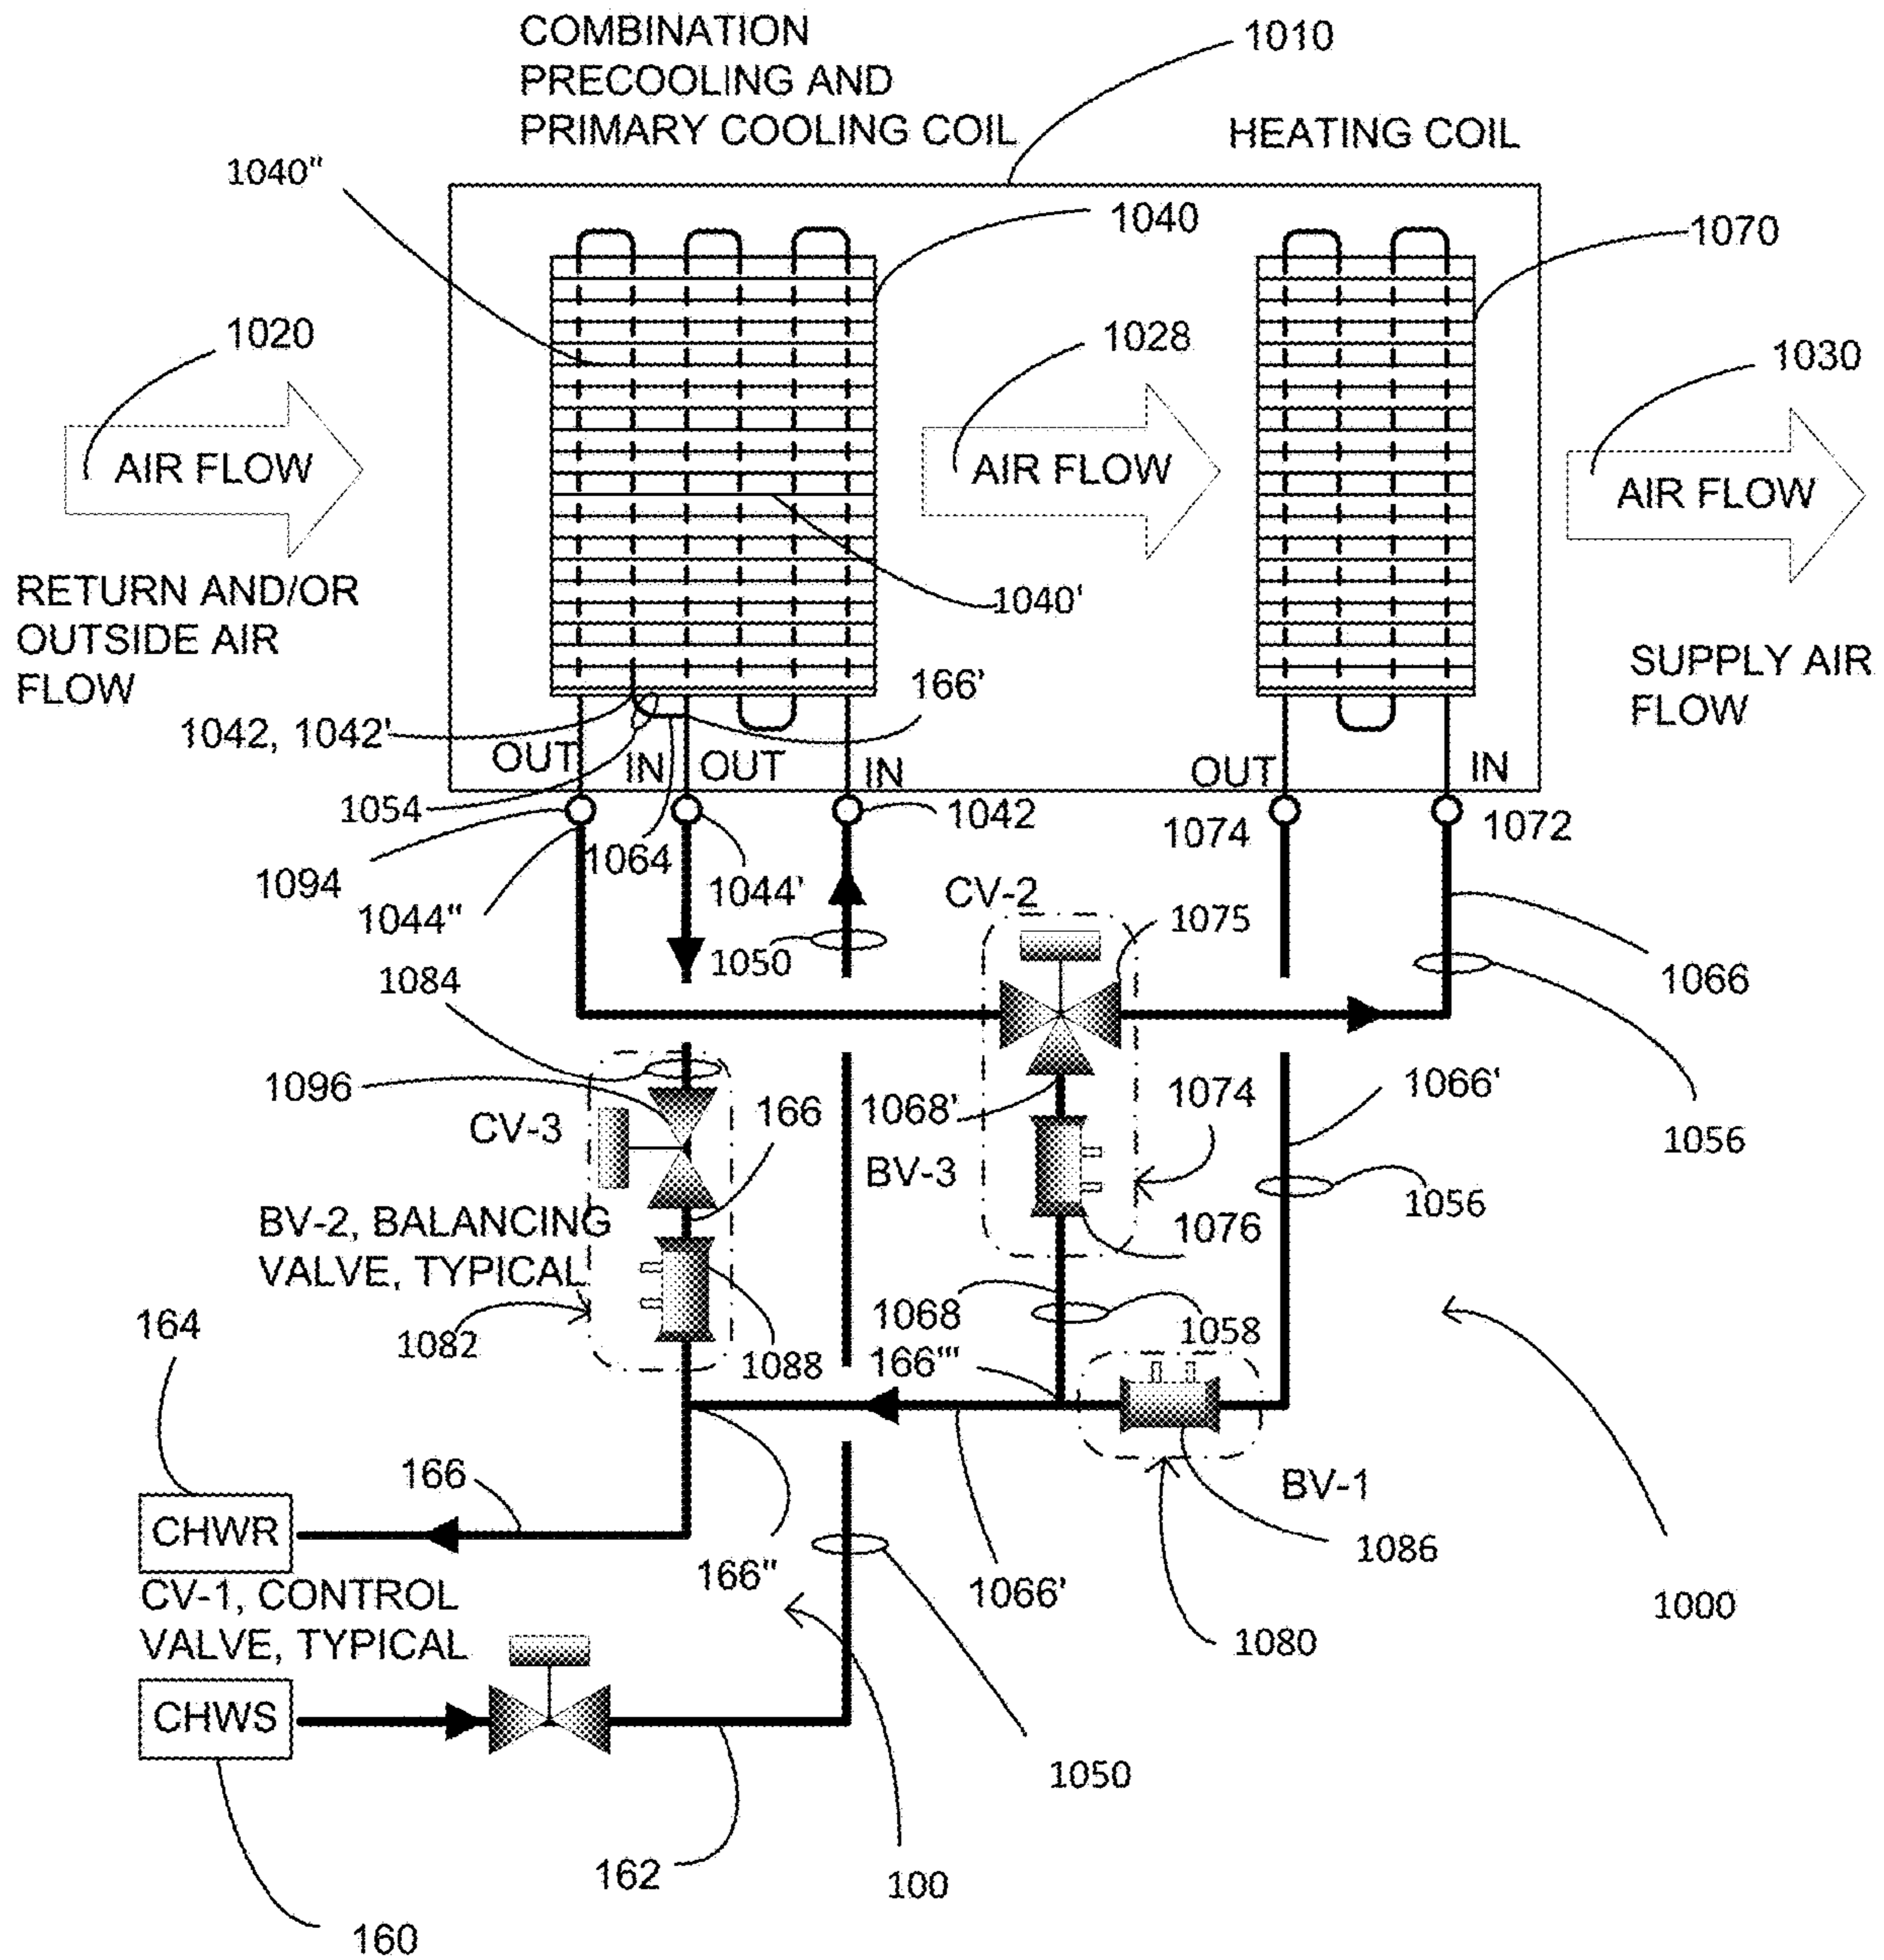 COMBINATION
PRECOOLING AND
PRIMARY COOLING COIL
1010
HEATING COIL
1040"
1040
1070
1020
1028
1030
AIR FLOW
AIR FLOW
AIR FLOW
RETURN AND/OR
OUTSIDE AIR
FLOW
1040'
SUPPLY AIR
FLOW
166'
1042, 1042'
OUT
IN
OUT
IN
OUT
IN
1054
1064
1042
1074
1072
1094
1044"
1044'
CV-2
1075
1050
1066
1084
1096
CV-3
166
1068'
1074
1066'
1056
BV-3
1056
1076
BV-2, BALANCING
VALVE, TYPICAL
1082
1088
1068
1058
166'''
164
166
CHWR
166"
1066'
BV-1
1086
1080
1000
CV-1, CONTROL
VALVE, TYPICAL
CHWS
1050
162
100
160